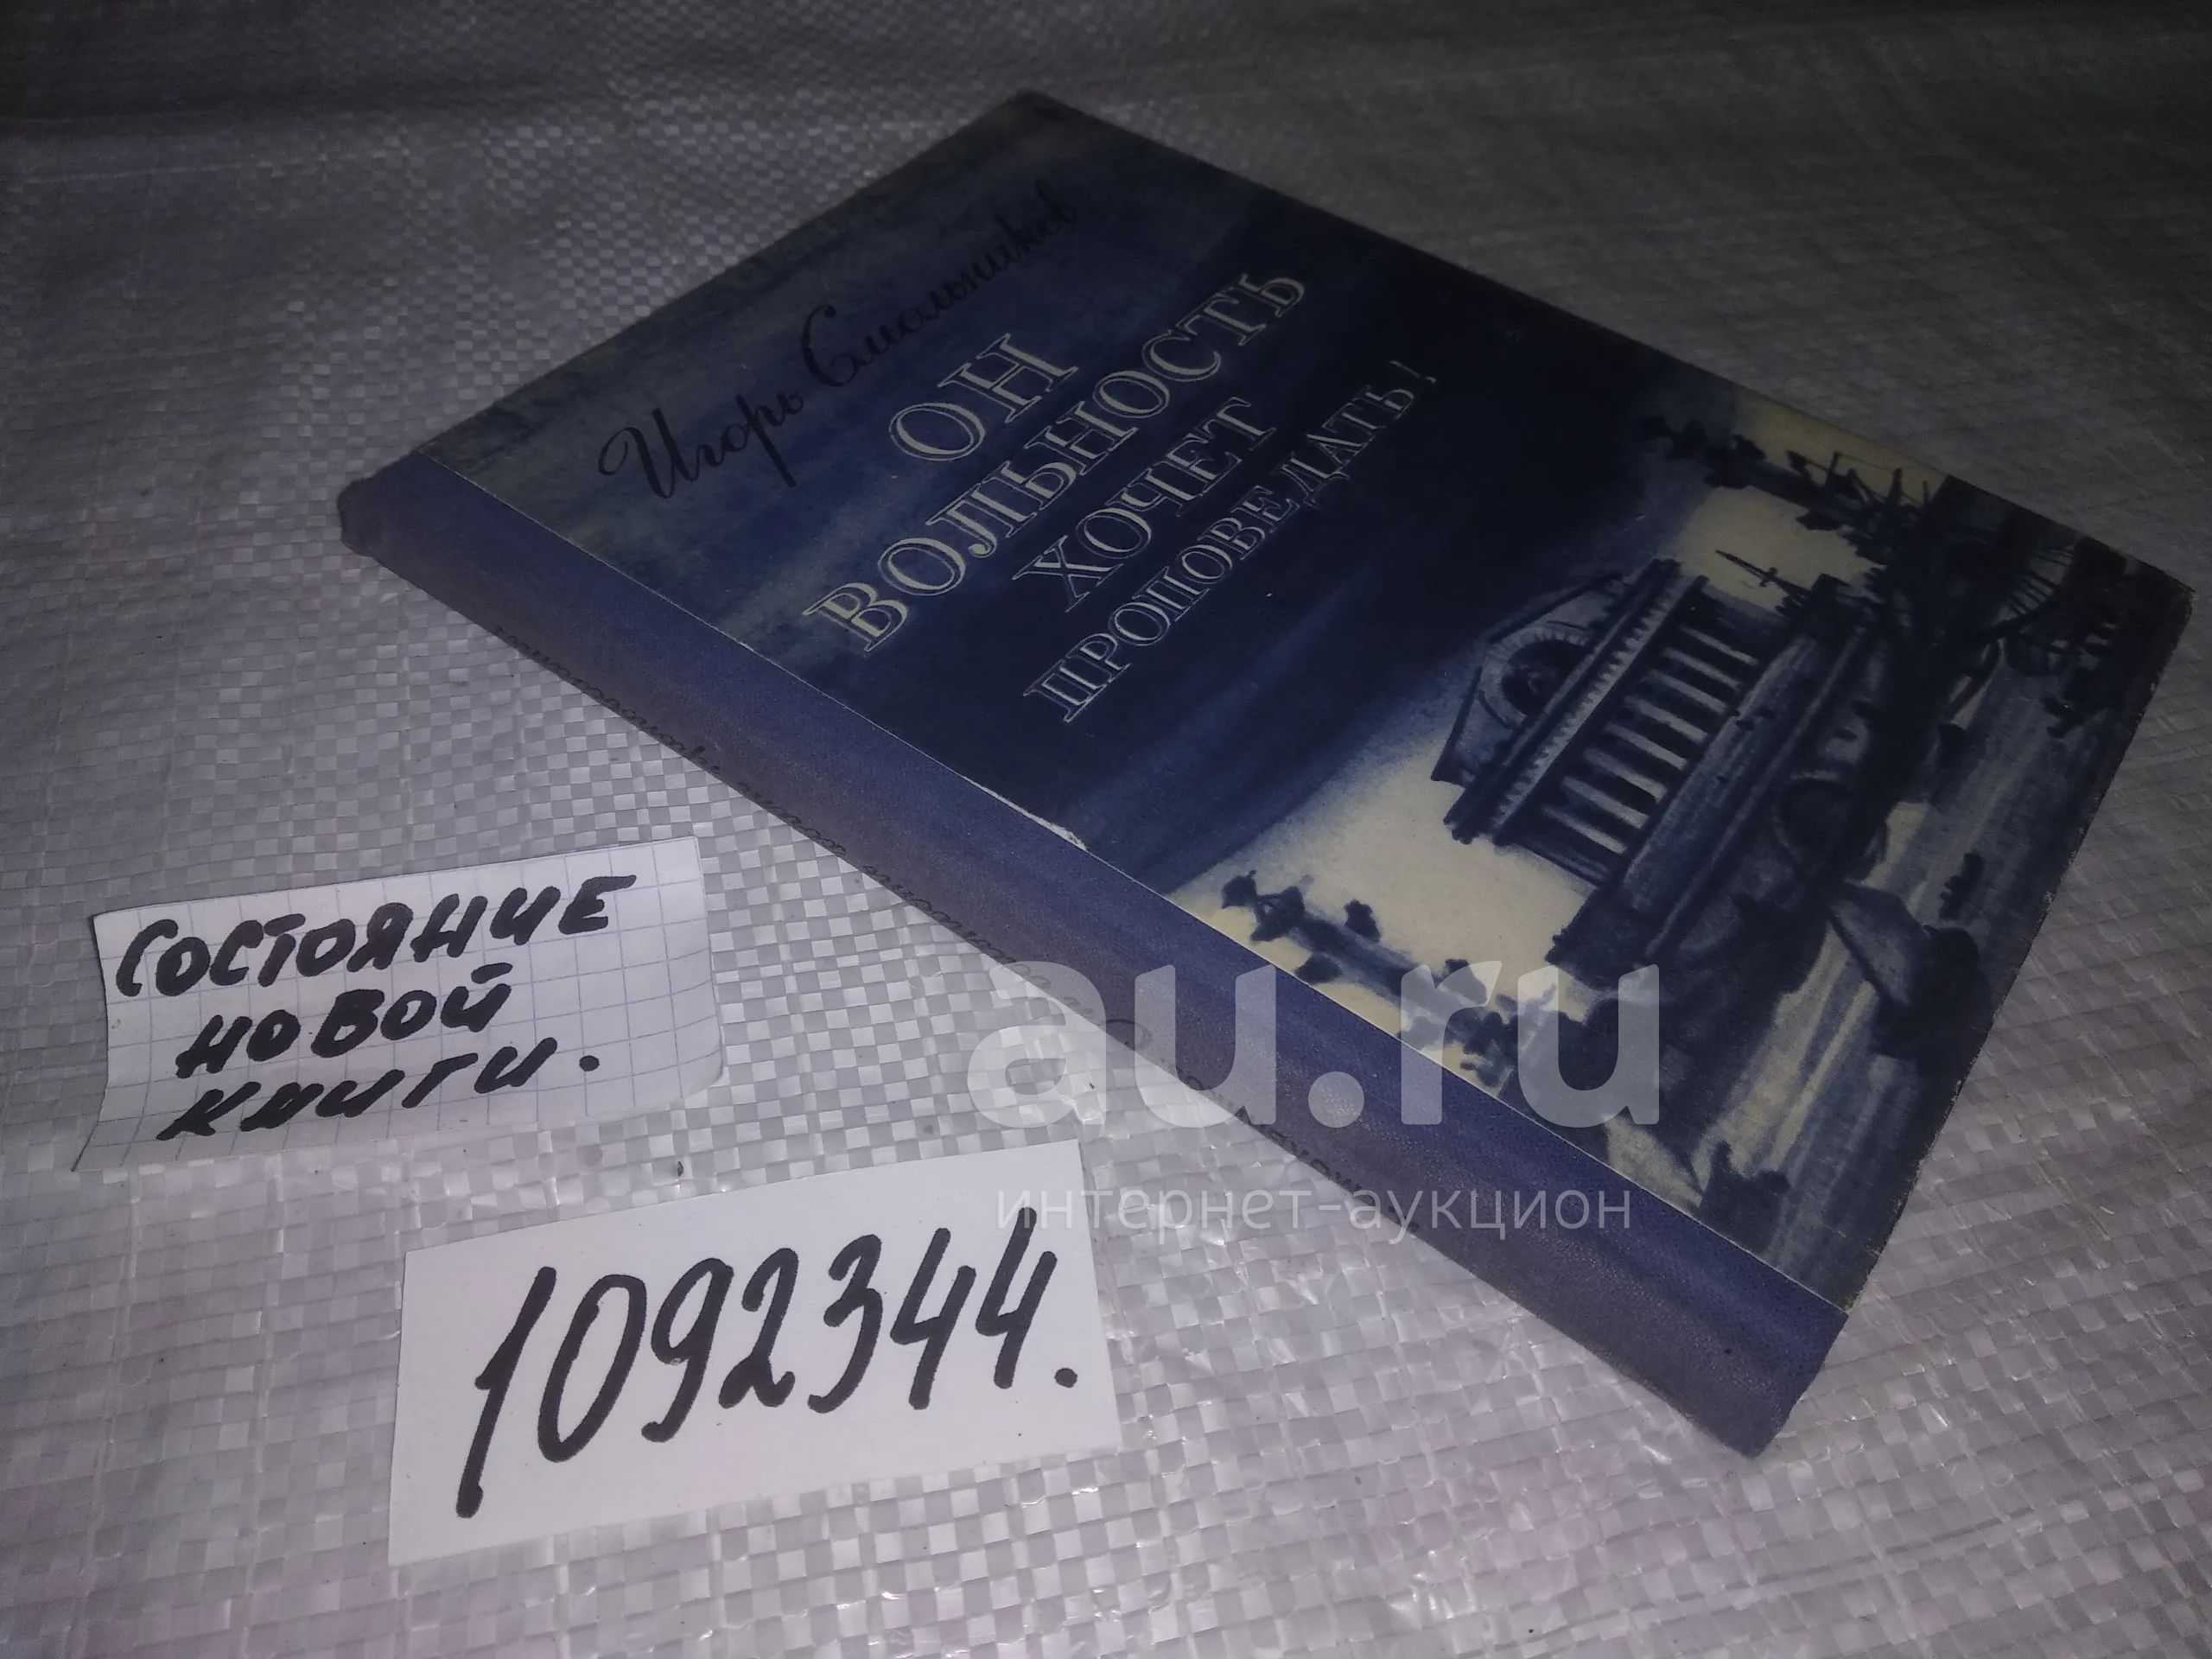 Игорь Смольников
ОН
ВОЛЬНОСТЬ
ХОЧЕТ
ПРОПОВЕДАТЬ!
СОСТОЯНИЕ
НОВОЙ
КНИГИ.
1092344.
au.ru
интернет-аукцион